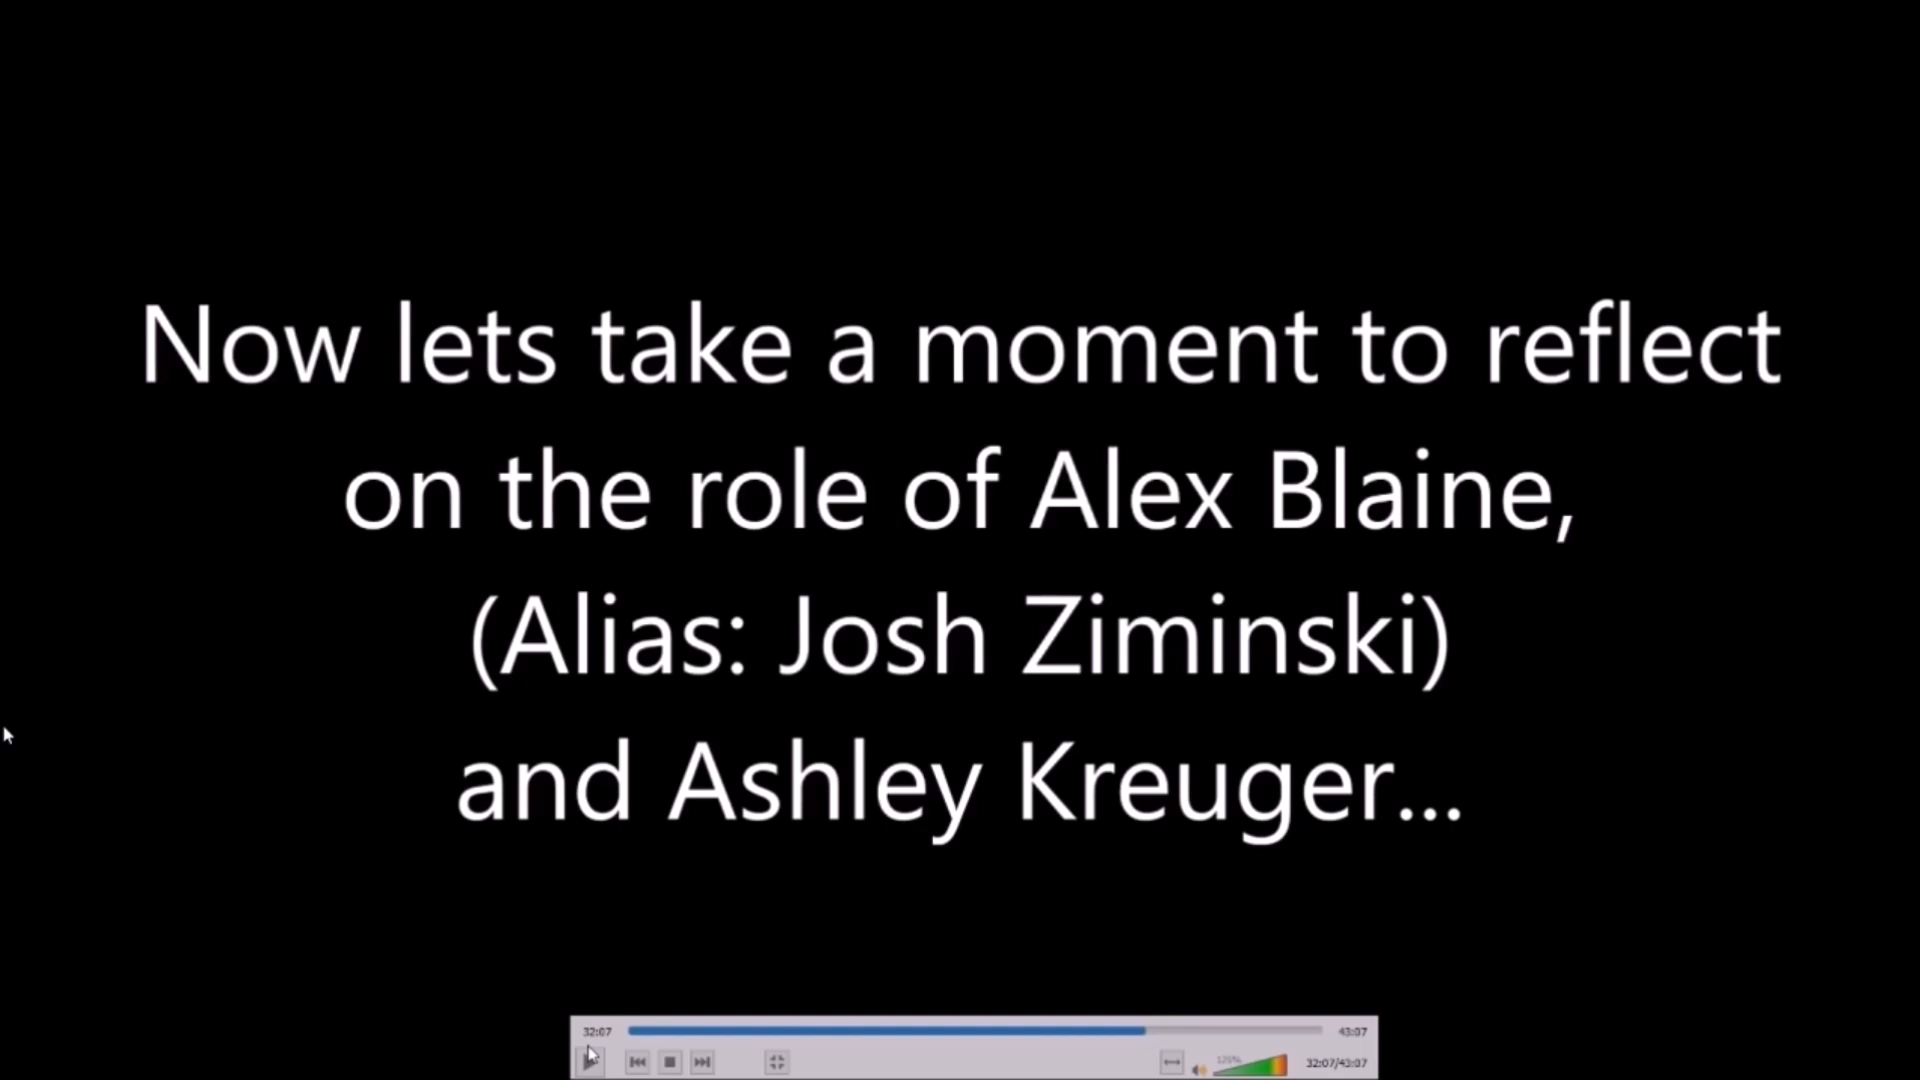 Now lets take a moment to reflect
on the role of Alex Blaine,
(Alias: Josh Ziminski)
and Ashley Kreuger...
32:07
43:07
125%
32:07/43:07